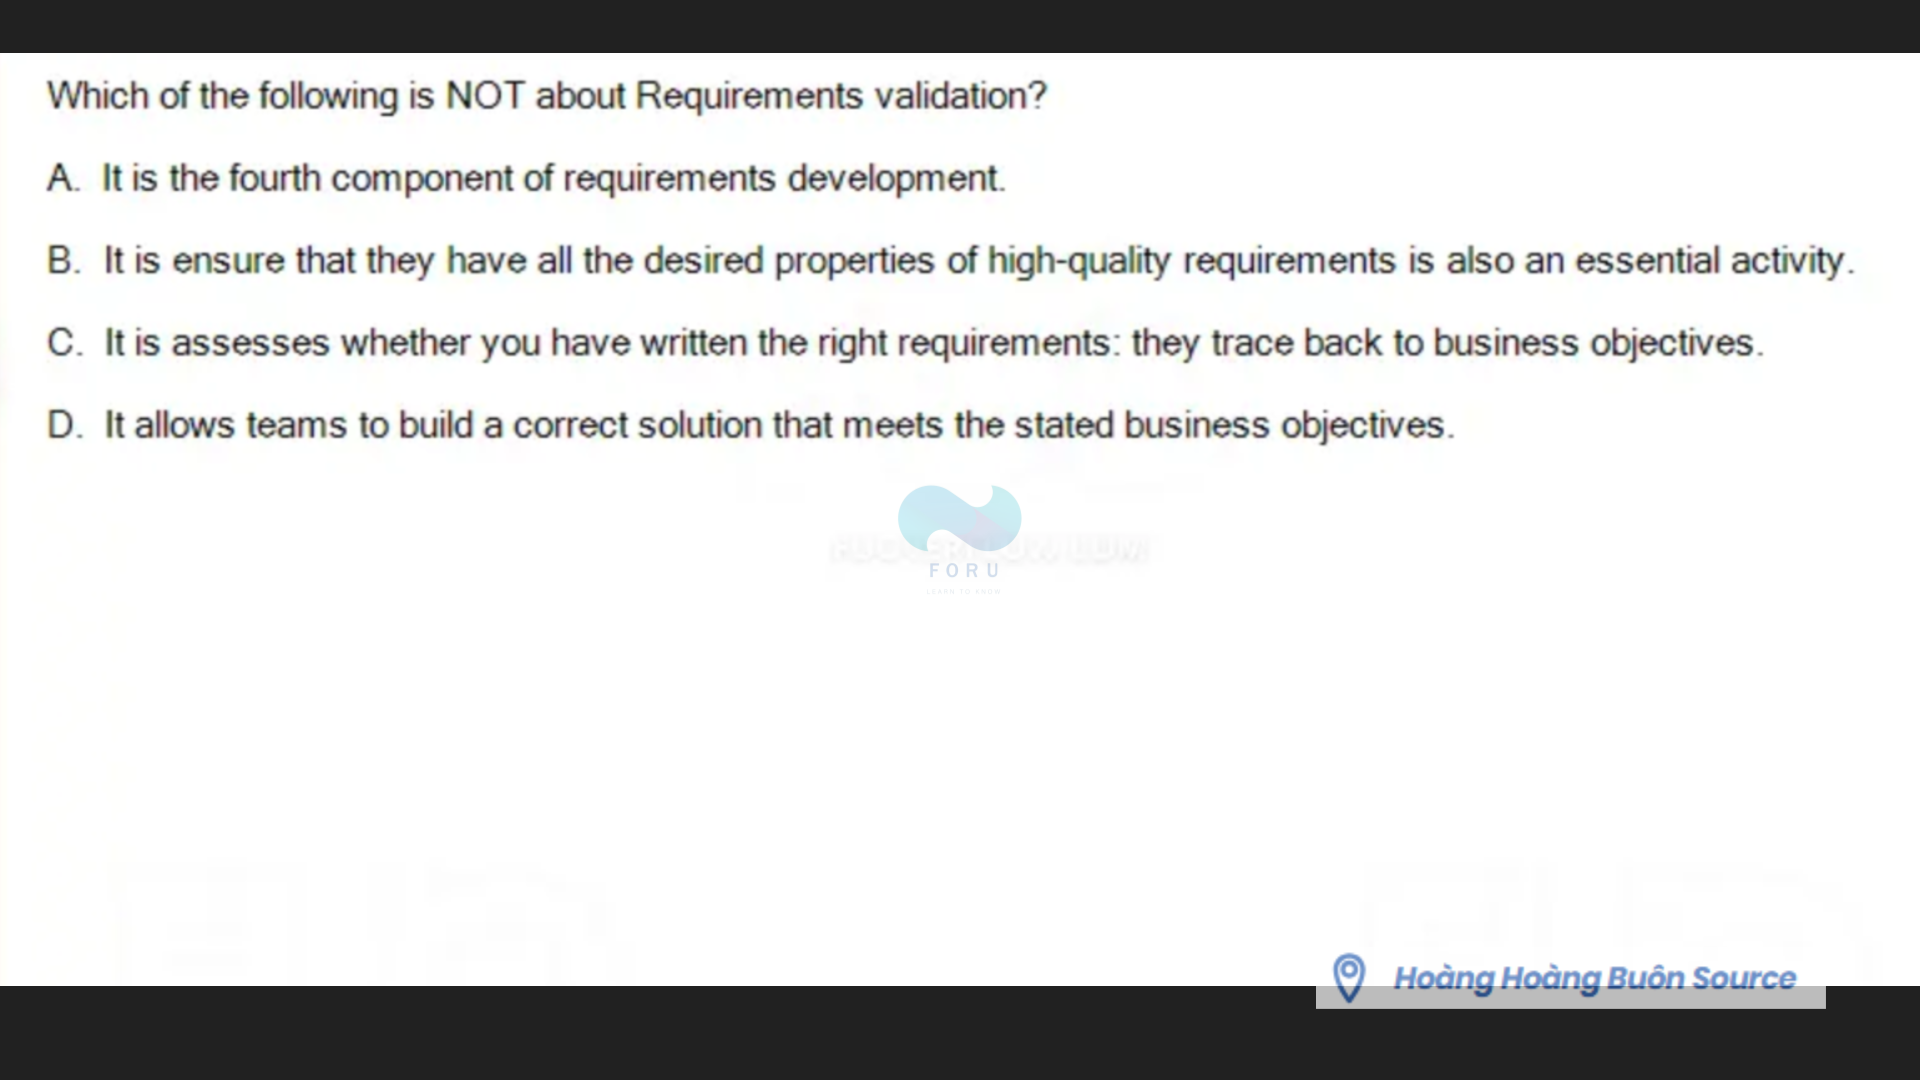 Which of the following is NOT about Requirements validation?
A. It is the fourth component of requirements development.
B. It is ensure that they have all the desired properties of high-quality requirements is also an essential activity.
C. It is assesses whether you have written the right requirements: they trace back to business objectives.
D. It allows teams to build a correct solution that meets the stated business objectives.
FORU
LEARN TO KNOW
Hoàng Hoàng Buôn Source